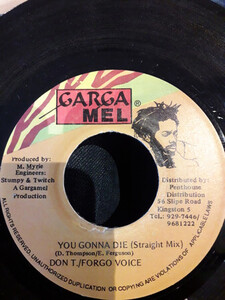 GARGA
MEL ®
Produced by:
M. Myrie
Engineers:
Stumpy & Twitch
A Gargamel
Production
Distributed by:
Penthouse
Distribution
56 Slipe Road
Kingston 5
Tel.: 929-7446/
9681222
YOU GONNA DIE (Straight Mix)
(D. Thompson/E. Ferguson)
DON T./FORGO VOICE
ALL RIGHTS RESERVED. DUPLICATION OR COPYING ARE VIOLATIONS OF APPLICABLE LAWS